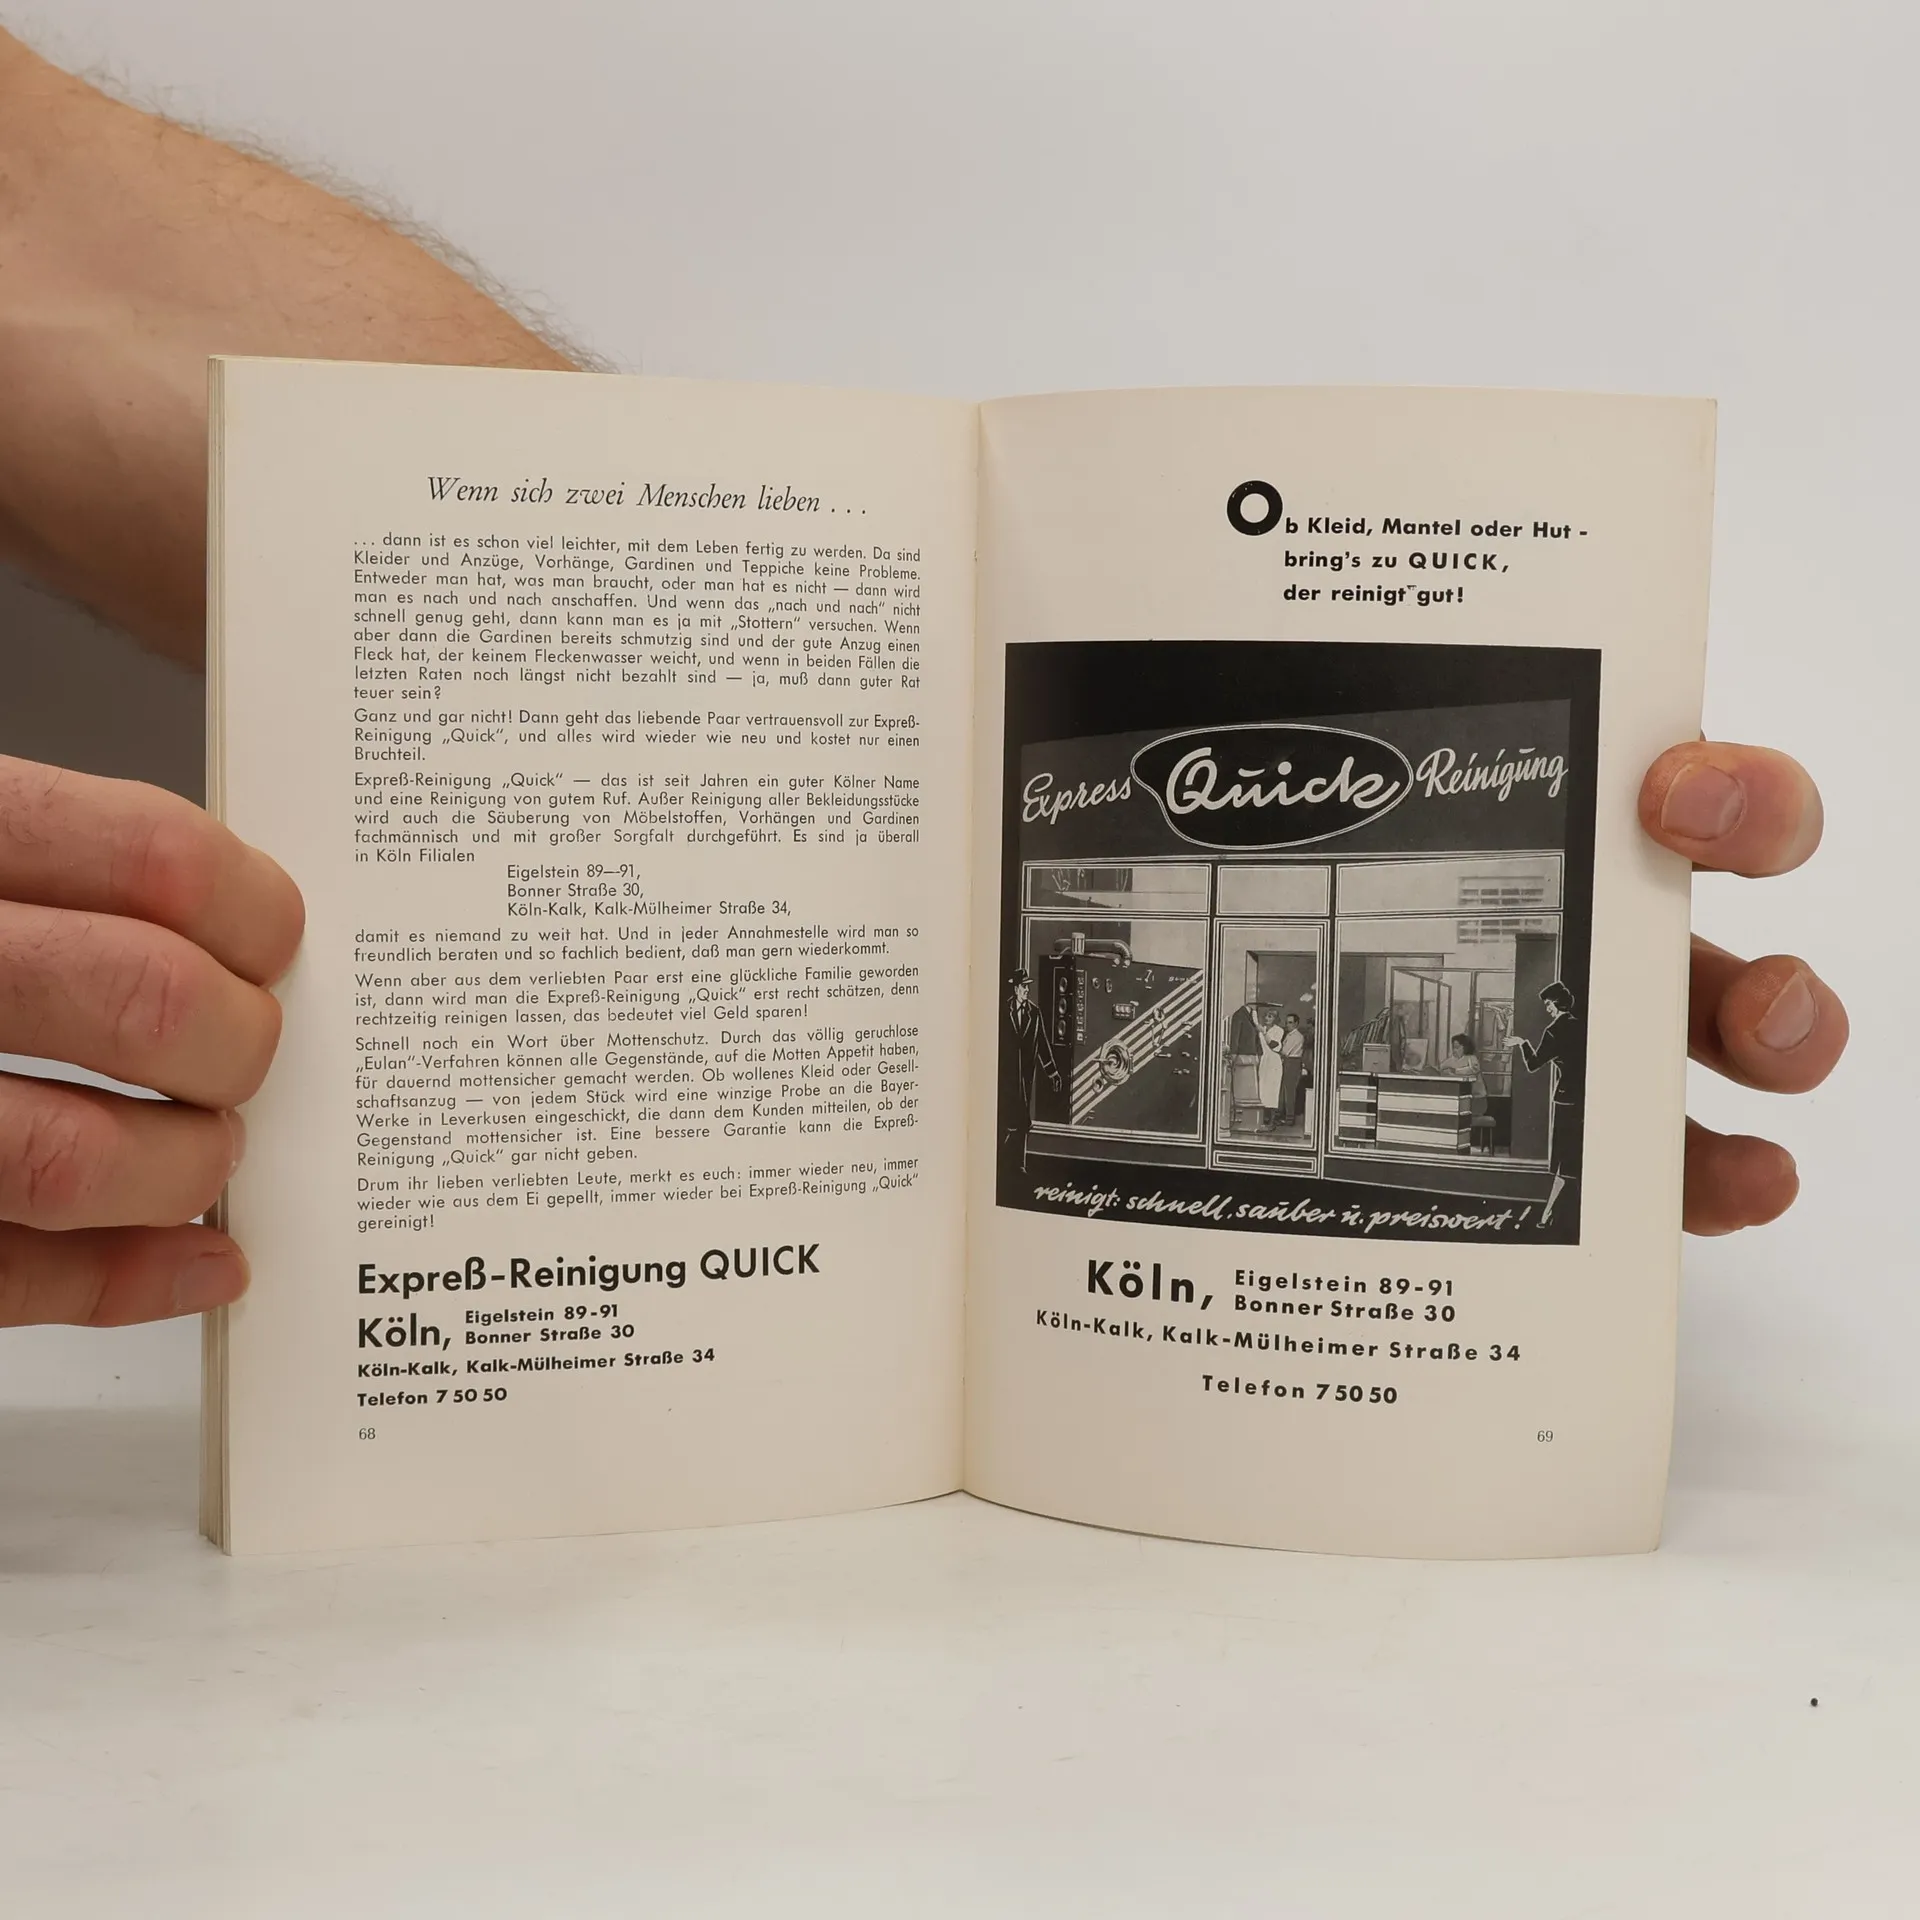 Wenn sich zwei Menschen lieben . . .
. . . dann ist es schon viel leichter, mit dem Leben fertig zu werden. Da sind
Kleider und Anzüge, Vorhänge, Gardinen und Teppiche keine Probleme.
Entweder man hat, was man braucht, oder man hat es nicht — dann wird
man es nach und nach anschaffen. Und wenn das „nach und nach“ nicht
schnell genug geht, dann kann man es ja mit „Stottern“ versuchen. Wenn
aber dann die Gardinen bereits schmutzig sind und der gute Anzug einen
Fleck hat, der keinem Fleckenwasser weicht, und wenn in beiden Fällen die
letzten Raten noch längst nicht bezahlt sind — ja, muß dann guter Rat
teuer sein?
Ganz und gar nicht! Dann geht das liebende Paar vertrauensvoll zur Expreß-
Reinigung „Quick“, und alles wird wieder wie neu und kostet nur einen
Bruchteil.
Expreß-Reinigung „Quick“ — das ist seit Jahren ein guter Kölner Name
und eine Reinigung von gutem Ruf. Außer Reinigung aller Bekleidungsstücke
wird auch die Säuberung von Möbelstoffen, Vorhängen und Gardinen
fachmännisch und mit großer Sorgfalt durchgeführt. Es sind ja überall
in Köln Filialen
Eigelstein 89—91,
Bonner Straße 30,
Köln-Kalk, Kalk-Mülheimer Straße 34,
damit es niemand zu weit hat. Und in jeder Annahmestelle wird man so
freundlich beraten und so fachlich bedient, daß man gern wiederkommt.
Wenn aber aus dem verliebten Paar erst eine glückliche Familie geworden
ist, dann wird man die Expreß-Reinigung „Quick“ erst recht schätzen, denn
rechtzeitig reinigen lassen, das bedeutet viel Geld sparen!
Schnell noch ein Wort über Mottenschutz. Durch das völlig geruchlose
„Eulan“-Verfahren können alle Gegenstände, auf die Motten Appetit haben,
für dauernd mottensicher gemacht werden. Ob wollenes Kleid oder Gesell-
schaftsanzug — von jedem Stück wird eine winzige Probe an die Bayer-
Werke in Leverkusen eingeschickt, die dann dem Kunden mitteilen, ob der
Gegenstand mottensicher ist. Eine bessere Garantie kann die Expreß-
Reinigung „Quick“ gar nicht geben.
Drum ihr lieben verliebten Leute, merkt es euch: immer wieder neu, immer
wieder wie aus dem Ei gepellt, immer wieder bei Expreß-Reinigung „Quick“
gereinigt!
Expreß-Reinigung QUICK
Köln, Eigelstein 89-91
Bonner Straße 30
Köln-Kalk, Kalk-Mülheimer Straße 34
Telefon 7 50 50
68
Ob Kleid, Mantel oder Hut -
bring's zu QUICK,
der reinigt gut!
Express Quick Reinigung
reinigt: schnell, sauber u. preiswert!
Köln, Eigelstein 89-91
Bonner Straße 30
Köln-Kalk, Kalk-Mülheimer Straße 34
Telefon 7 50 50
69